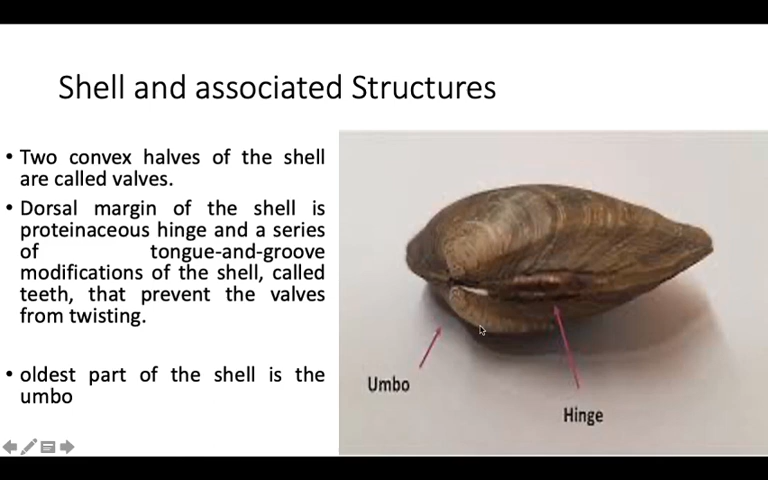 Shell and associated Structures
• Two convex halves of the shell
are called valves.
• Dorsal margin of the shell is
proteinaceous hinge and a series
of tongue-and-groove
modifications of the shell, called
teeth, that prevent the valves
from twisting.
• oldest part of the shell is the
umbo
Umbo
Hinge